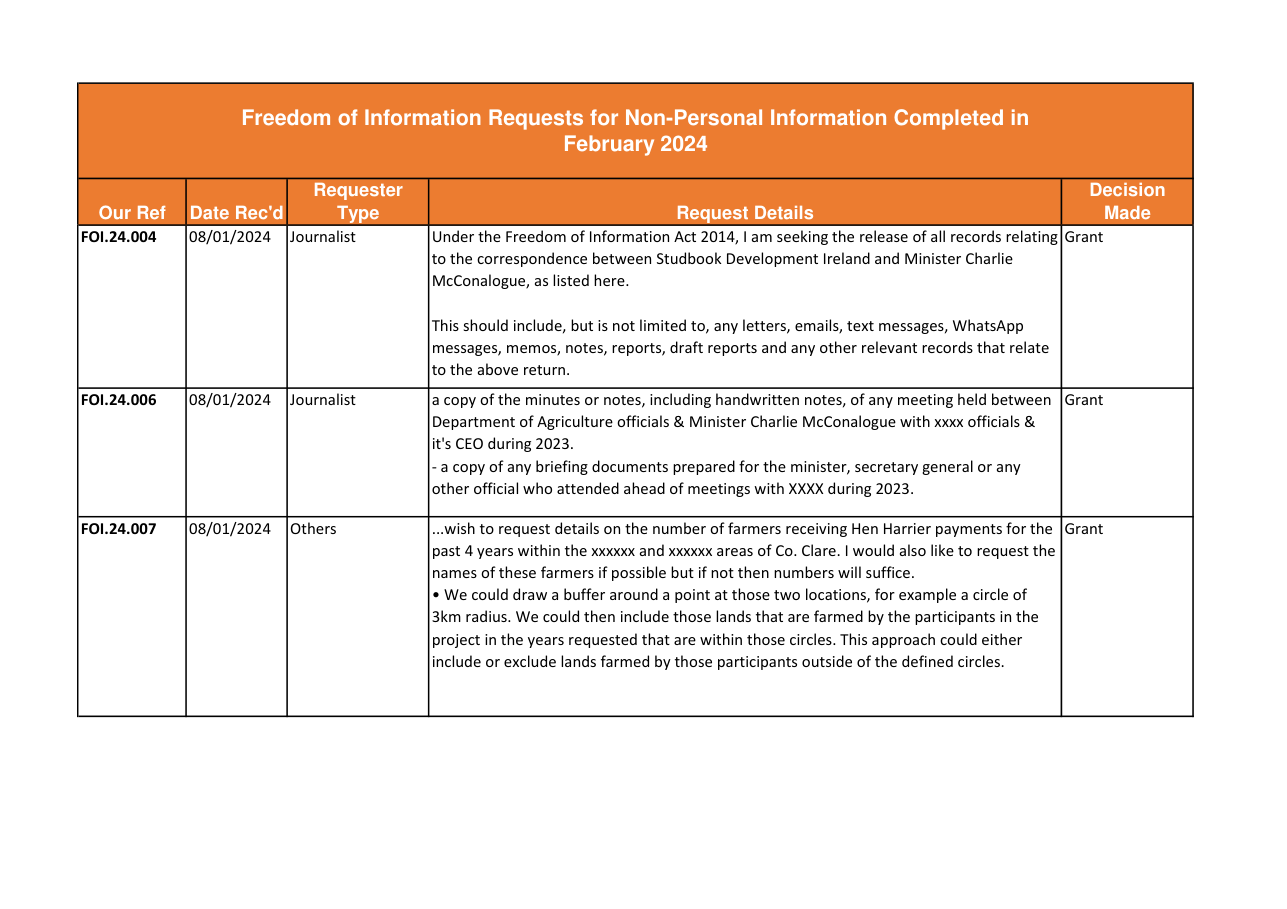 Freedom of Information Requests for Non-Personal Information Completed in
February 2024
Our Ref
Date Rec'd
Requester
Type
Request Details
Decision
Made
FOI.24.004
08/01/2024
Journalist
Under the Freedom of Information Act 2014, I am seeking the release of all records relating
to the correspondence between Studbook Development Ireland and Minister Charlie
McConalogue, as listed here.
This should include, but is not limited to, any letters, emails, text messages, WhatsApp
messages, memos, notes, reports, draft reports and any other relevant records that relate
to the above return.
Grant
FOI.24.006
08/01/2024
Journalist
a copy of the minutes or notes, including handwritten notes, of any meeting held between
Department of Agriculture officials & Minister Charlie McConalogue with xxxx officials &
it's CEO during 2023.
- a copy of any briefing documents prepared for the minister, secretary general or any
other official who attended ahead of meetings with XXXX during 2023.
Grant
FOI.24.007
08/01/2024
Others
...wish to request details on the number of farmers receiving Hen Harrier payments for the
past 4 years within the xxxxxx and xxxxxx areas of Co. Clare. I would also like to request the
names of these farmers if possible but if not then numbers will suffice.
• We could draw a buffer around a point at those two locations, for example a circle of
3km radius. We could then include those lands that are farmed by the participants in the
project in the years requested that are within those circles. This approach could either
include or exclude lands farmed by those participants outside of the defined circles.
Grant